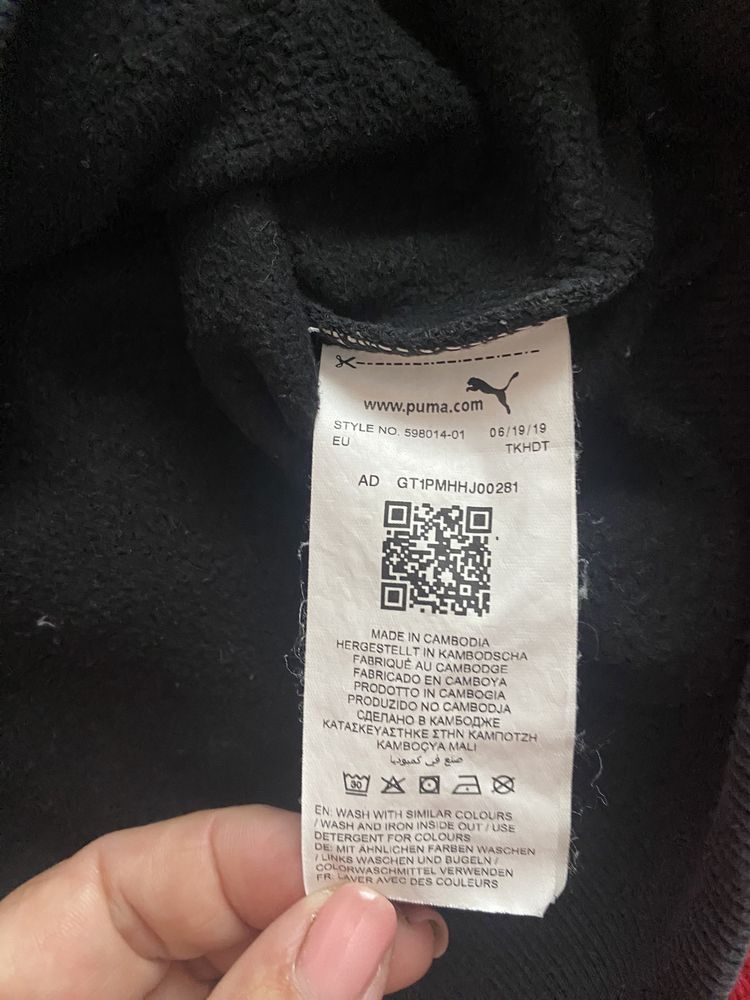 www.puma.com
STYLE NO. 598014-01 06/19/19
EU TKHDT
AD GT1PMHHJ00281
MADE IN CAMBODIA
HERGESTELLT IN KAMBODSCHA
FABRIQUÉ AU CAMBODGE
FABRICADO EN CAMBOYA
PRODOTTO IN CAMBOGIA
PRODUZIDO NO CAMBODJA
СДЕЛАНО В КАМБОДЖЕ
ΚΑΤΑΣΚΕΥΑΣΤΗΚΕ ΣΤΗΝ ΚΑΜΠΟΤΖΗ
KAMBOÇYA MALI
صنع في كمبوديا
30
EN: WASH WITH SIMILAR COLOURS
/ WASH AND IRON INSIDE OUT / USE
DETERGENT FOR COLOURS
DE: MIT ÄHNLICHEN FARBEN WASCHEN
/ LINKS WASCHEN UND BUGELN /
COLORWASCHMITTEL VERWENDEN
FR: LAVER AVEC DES COULEURS